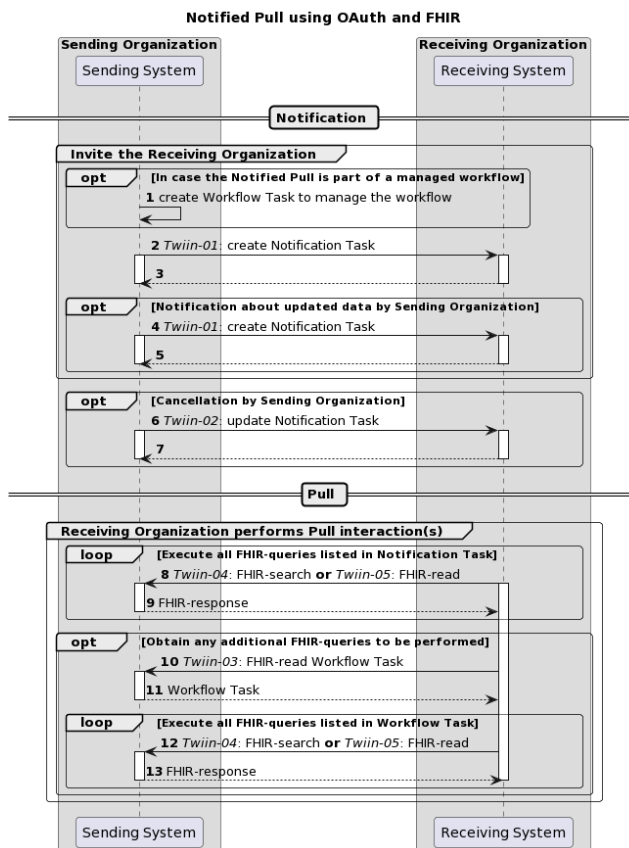 Notified Pull using OAuth and FHIR
Sending Organization
Receiving Organization
Sending System
Receiving System
Notification
Invite the Receiving Organization
opt [In case the Notified Pull is part of a managed workflow]
1 create Workflow Task to manage the workflow
2 Twiin-01: create Notification Task
3
opt [Notification about updated data by Sending Organization]
4 Twiin-01: create Notification Task
5
opt [Cancellation by Sending Organization]
6 Twiin-02: update Notification Task
7
Pull
Receiving Organization performs Pull interaction(s)
loop [Execute all FHIR-queries listed in Notification Task]
8 Twiin-04: FHIR-search or Twiin-05: FHIR-read
9 FHIR-response
opt [Obtain any additional FHIR-queries to be performed]
10 Twiin-03: FHIR-read Workflow Task
11 Workflow Task
loop [Execute all FHIR-queries listed in Workflow Task]
12 Twiin-04: FHIR-search or Twiin-05: FHIR-read
13 FHIR-response
Sending System
Receiving System